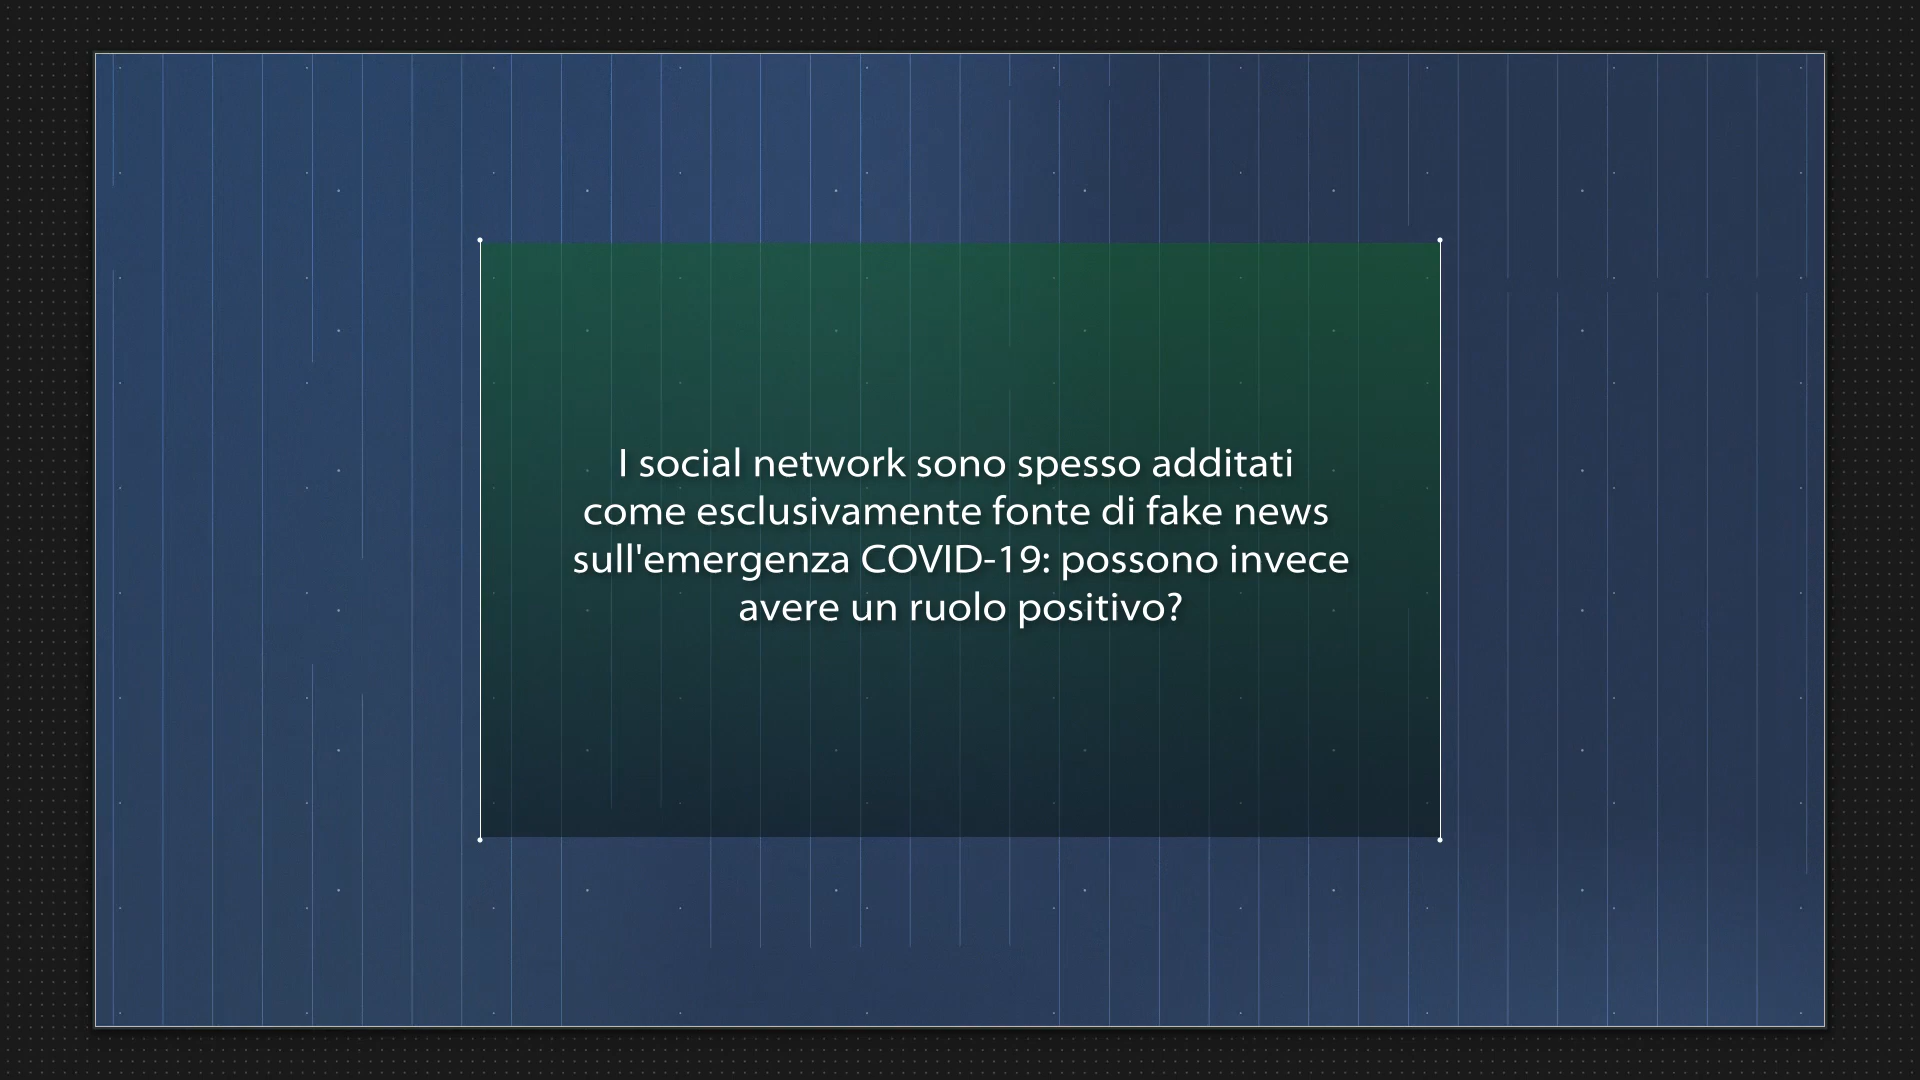 I social network sono spesso additati
come esclusivamente fonte di fake news
sull'emergenza COVID-19: possono invece
avere un ruolo positivo?